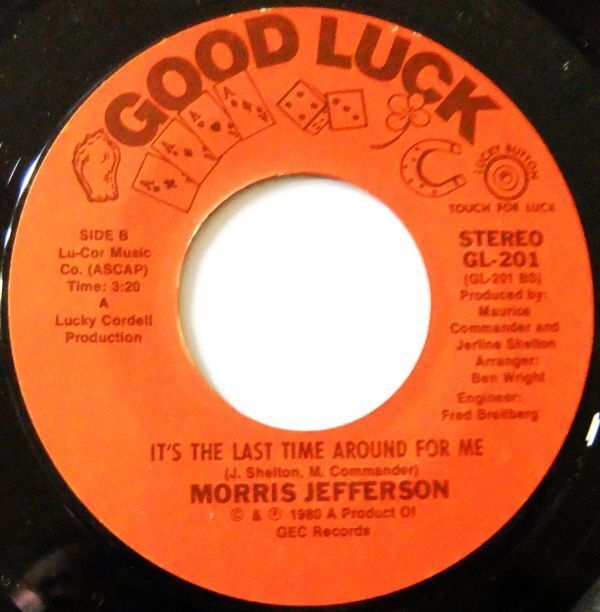 GOOD LUCK
LUCKY BUTTON
TOUCH FOR LUCK
SIDE B
Lu-Cor Music
Co. (ASCAP)
Time: 3:20
A
Lucky Cordell
Production
STEREO
GL-201
(GL-201 BS)
Produced by:
Maurice
Commander and
Jerline Shelton
Arranger:
Ben Wright
Engineer:
Fred Breitberg
IT'S THE LAST TIME AROUND FOR ME
(J. Shelton, M. Commander)
MORRIS JEFFERSON
© & ℗ 1980 A Product Of
GEC Records